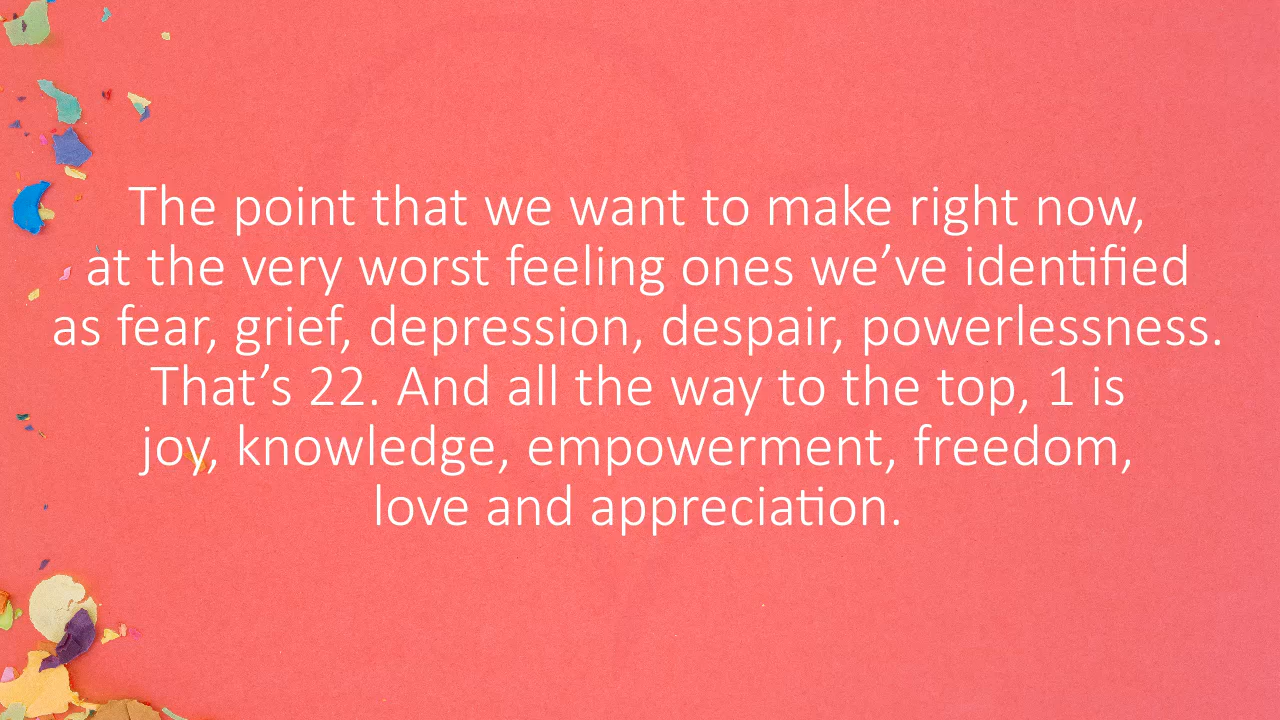 The point that we want to make right now,
at the very worst feeling ones we’ve identified
as fear, grief, depression, despair, powerlessness.
That’s 22. And all the way to the top, 1 is
joy, knowledge, empowerment, freedom,
love and appreciation.